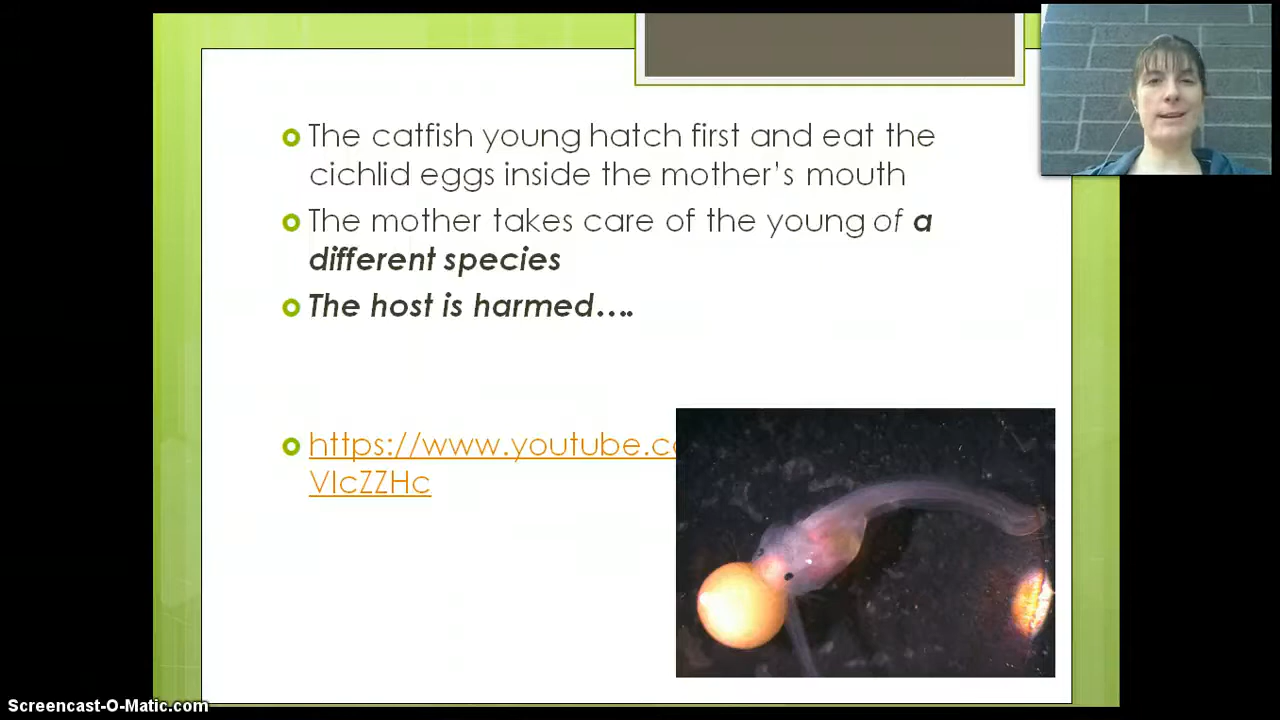 The catfish young hatch first and eat the
cichlid eggs inside the mother's mouth
The mother takes care of the young of a
different species
The host is harmed….
https://www.youtube.c
VIcZZHc
Screencast-O-Matic.com